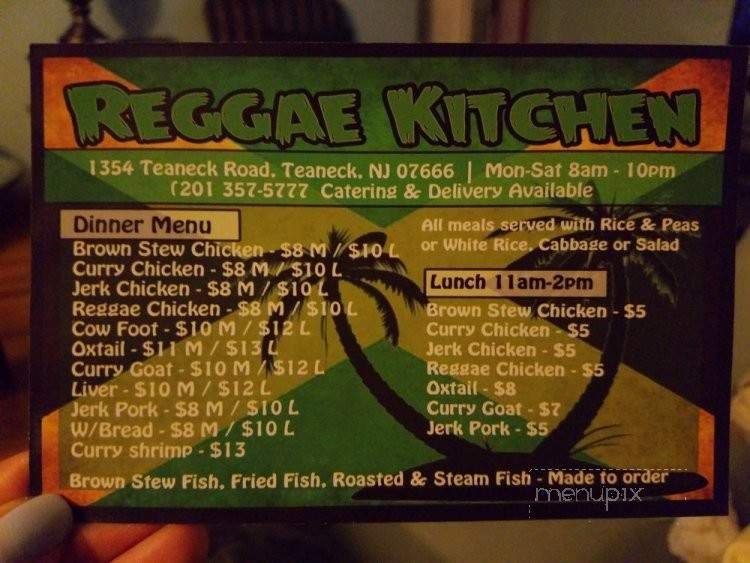 REGGAE KITCHEN
1354 Teaneck Road, Teaneck, NJ 07666 | Mon-Sat 8am - 10pm
(201 357-5777 Catering & Delivery Available
Dinner Menu
Brown Stew Chicken - $8 M / $10 L
Curry Chicken - $8 M / $10 L
Jerk Chicken - $8 M / $10 L
Reggae Chicken - $8 M / $10 L
Cow Foot - $10 M / $12 L
Oxtail - $11 M / $13 L
Curry Goat - $10 M / $12 L
Liver - $10 M / $12 L
Jerk Pork - $8 M / $10 L
W/Bread - $8 M / $10 L
Curry shrimp - $13
All meals served with Rice & Peas
or White Rice, Cabbage or Salad
Lunch 11am-2pm
Brown Stew Chicken - $5
Curry Chicken - $5
Jerk Chicken - $5
Reggae Chicken - $5
Oxtail - $8
Curry Goat - $7
Jerk Pork - $5
Brown Stew Fish, Fried Fish, Roasted & Steam Fish - Made to order
menupix